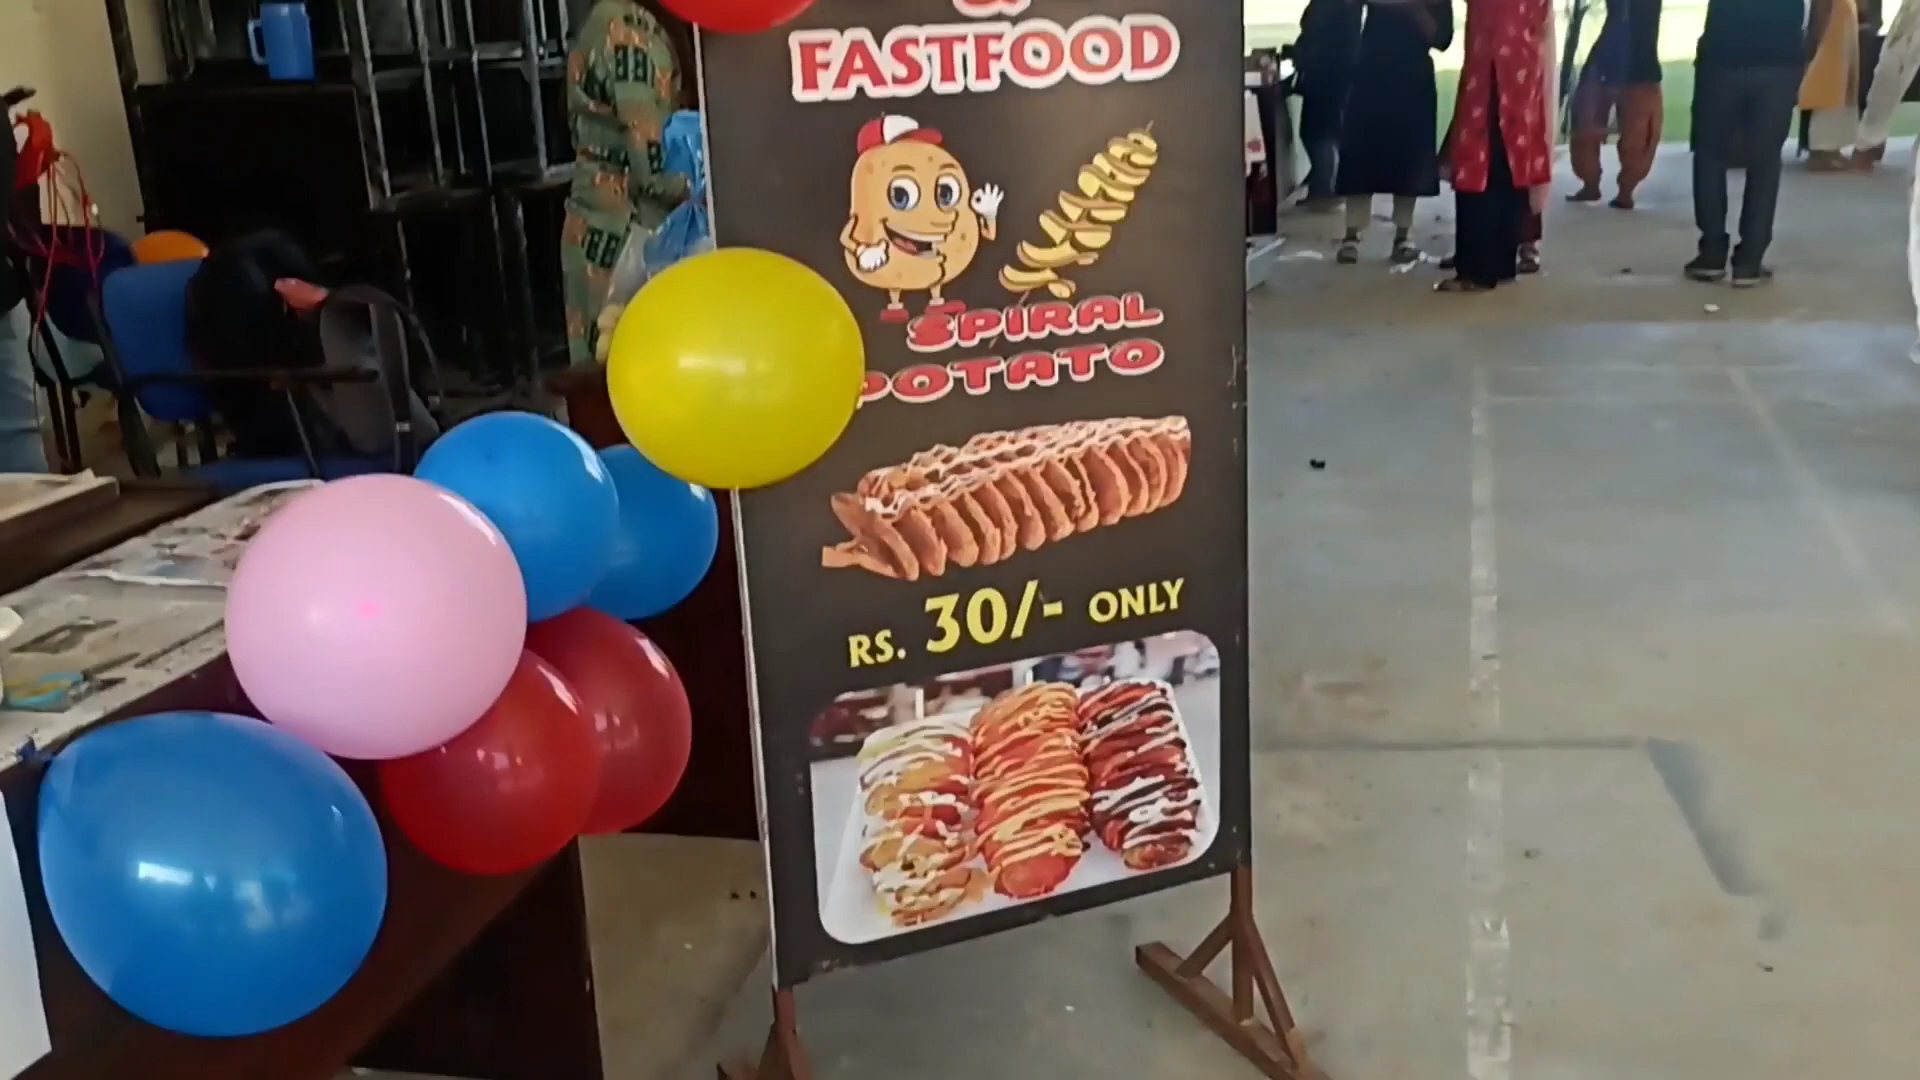 &
FASTFOOD
SPIRAL
POTATO
RS. 30/- ONLY